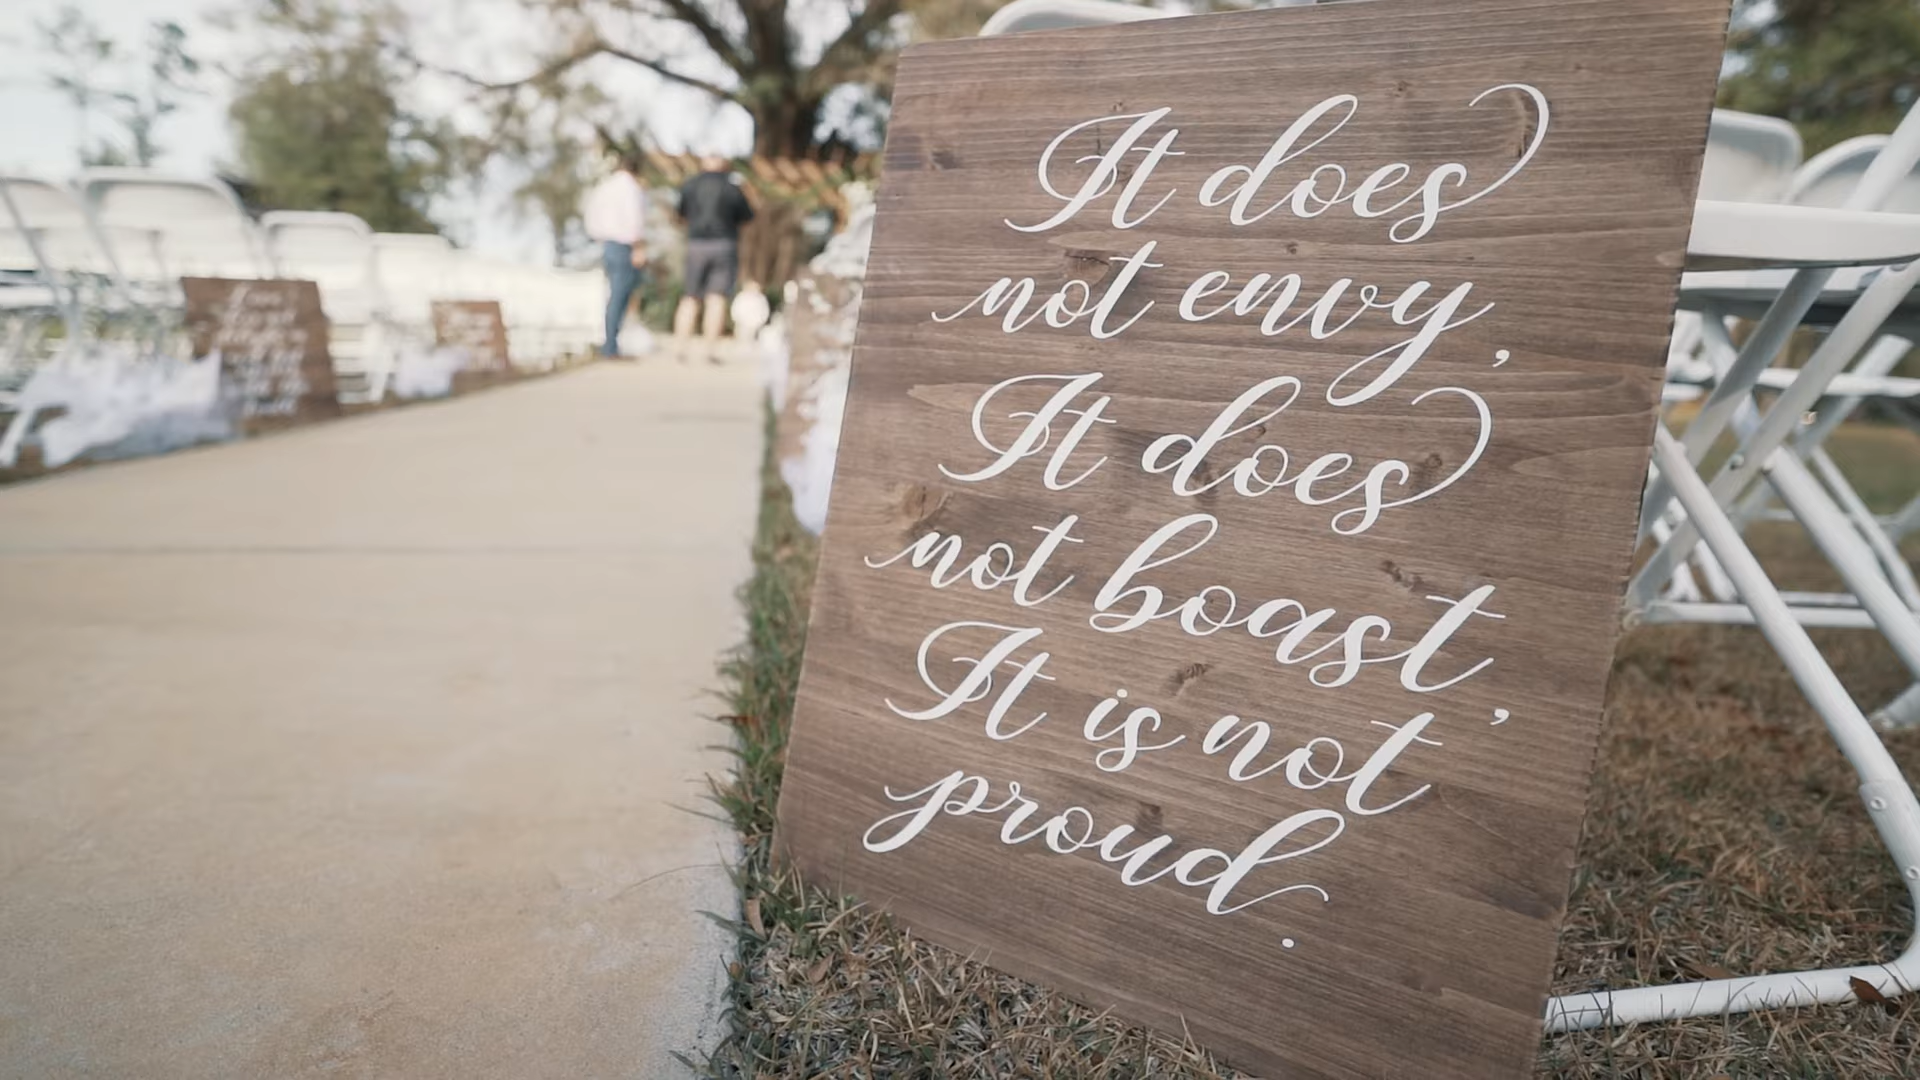 It does
not envy,
It does
not boast,
It is not
proud.